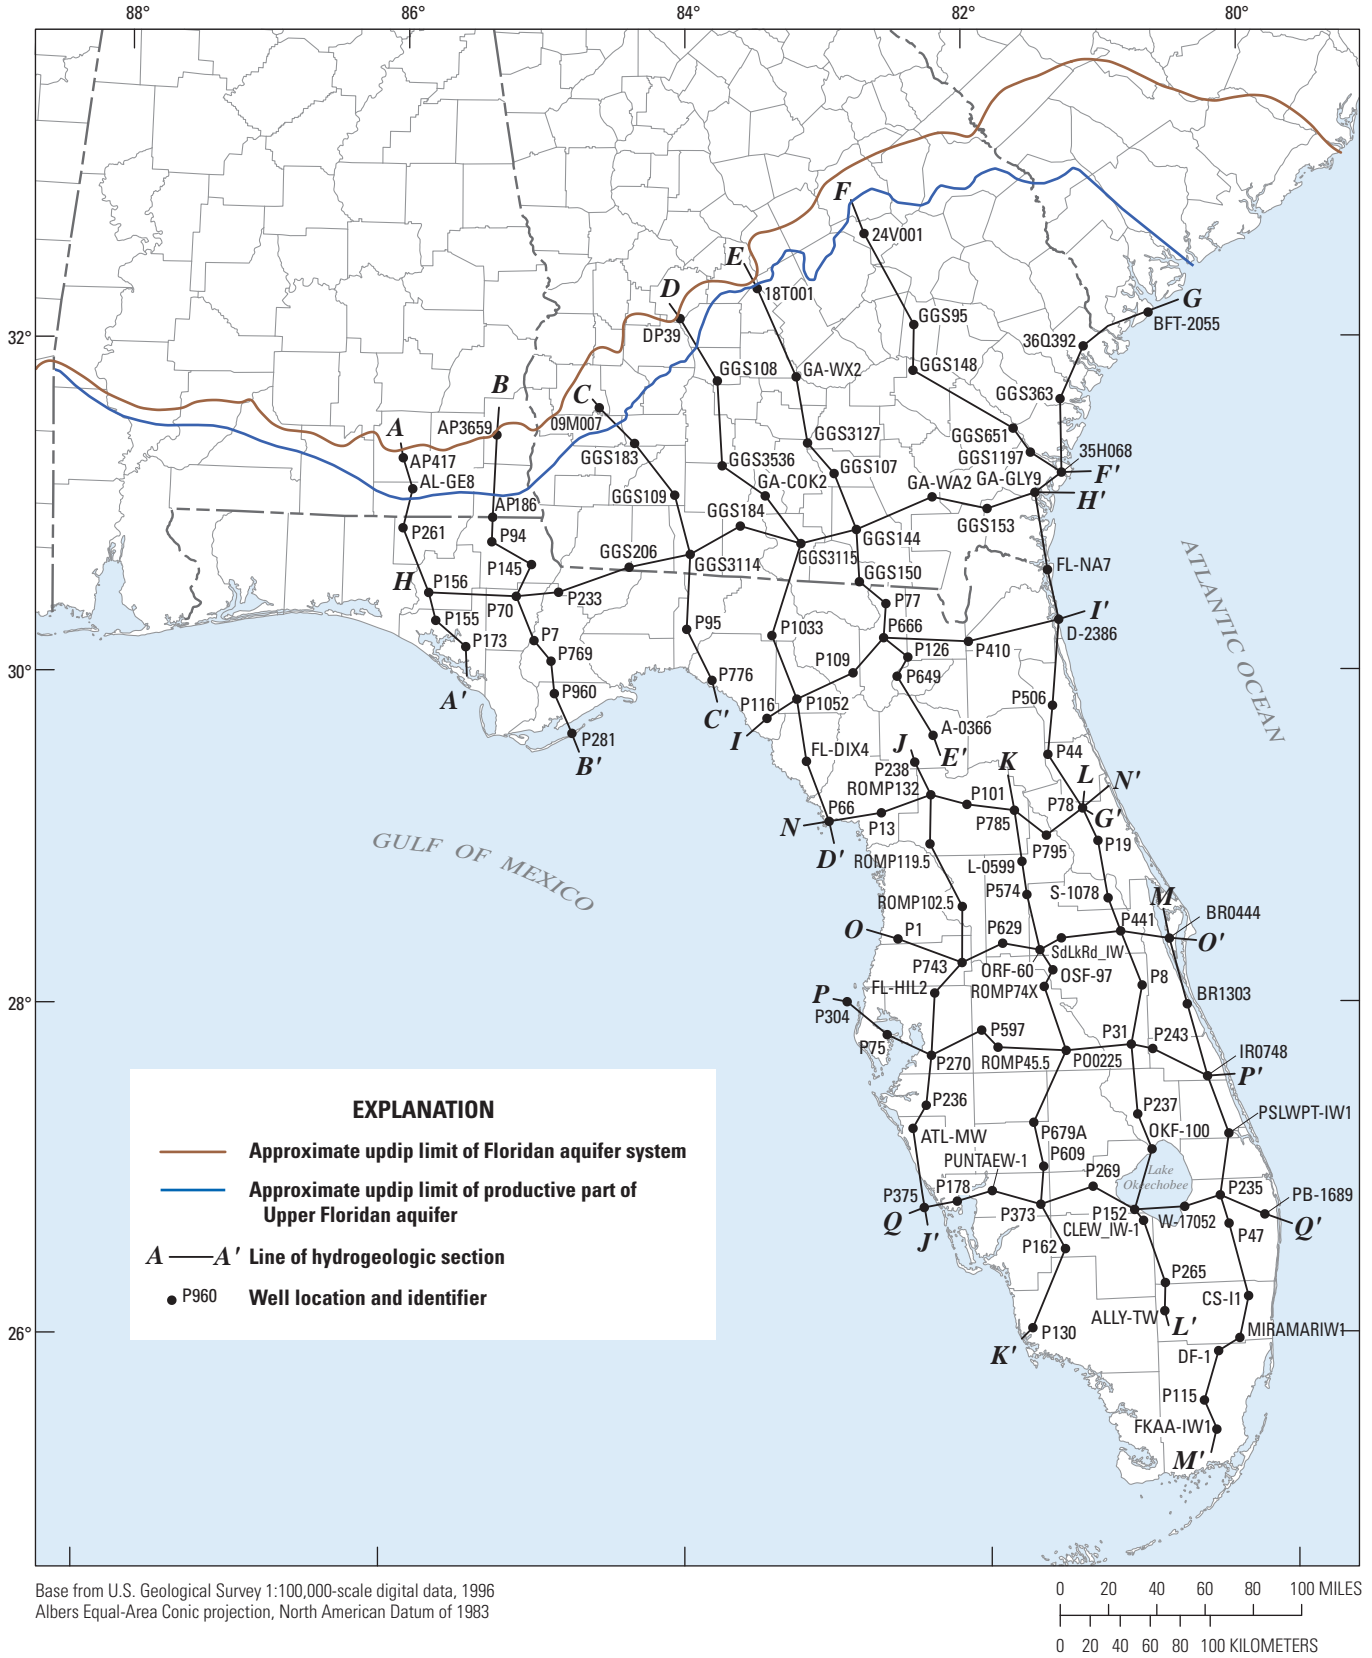 88°
86°
84°
82°
80°
F
24V001
E
18T001
D
DP39
G
BFT-2055
GGS95
32°
36Q392
GGS108
GA-WX2
GGS148
GGS363
B
C
A
AP3659
09M007
GGS651
GGS3127
GGS183
GGS1197
35H068
AP417
GGS3536
GGS107
F'
AL-GE8
GA-COK2
GA-WA2
GA-GLY9
H'
GGS109
AP186
GGS184
GGS153
P261
P94
GGS144
GGS206
GGS3114
GGS3115
P145
FL-NA7
H
P156
GGS150
P70
P233
P77
I'
P155
P95
P1033
P666
D-2386
P173
P7
P126
P410
P769
P109
30°
P776
P649
A'
P960
C'
P116
P1052
P506
I
A-0366
P281
B'
FL-DIX4
J
E'
K
P44
P238
ROMP132
P101
L
N'
P78
G'
P66
N
P13
P785
D'
P795
P19
ROMP119.5
L-0599
P574
S-1078
M
ROMP102.5
P441
BR0444
O
P1
P629
O'
SdLkRd_IW
P743
ORF-60
OSF-97
FL-HIL2
ROMP74X
P8
P
P304
BR1303
28°
P75
P597
P31
P243
P270
ROMP45.5
PO0225
IR0748
P'
P236
P237
PSLWPT-IW1
ATL-MW
P679A
OKF-100
PUNTAEW-1
P609
P269
Lake
Okeechobee
P375
P178
P235
PB-1689
Q
P373
P152
W-17052
J'
CLEW_IW-1
P47
Q'
P162
P265
CS-I1
ALLY-TW
L'
P130
MIRAMARIW1
K'
DF-1
26°
P115
FKAA-IW1
M'
ATLANTIC OCEAN
GULF OF MEXICO
EXPLANATION
Approximate updip limit of Floridan aquifer system
Approximate updip limit of productive part of
Upper Floridan aquifer
A A' Line of hydrogeologic section
P960 Well location and identifier
Base from U.S. Geological Survey 1:100,000-scale digital data, 1996
Albers Equal-Area Conic projection, North American Datum of 1983
0 20 40 60 80 100 MILES
0 20 40 60 80 100 KILOMETERS